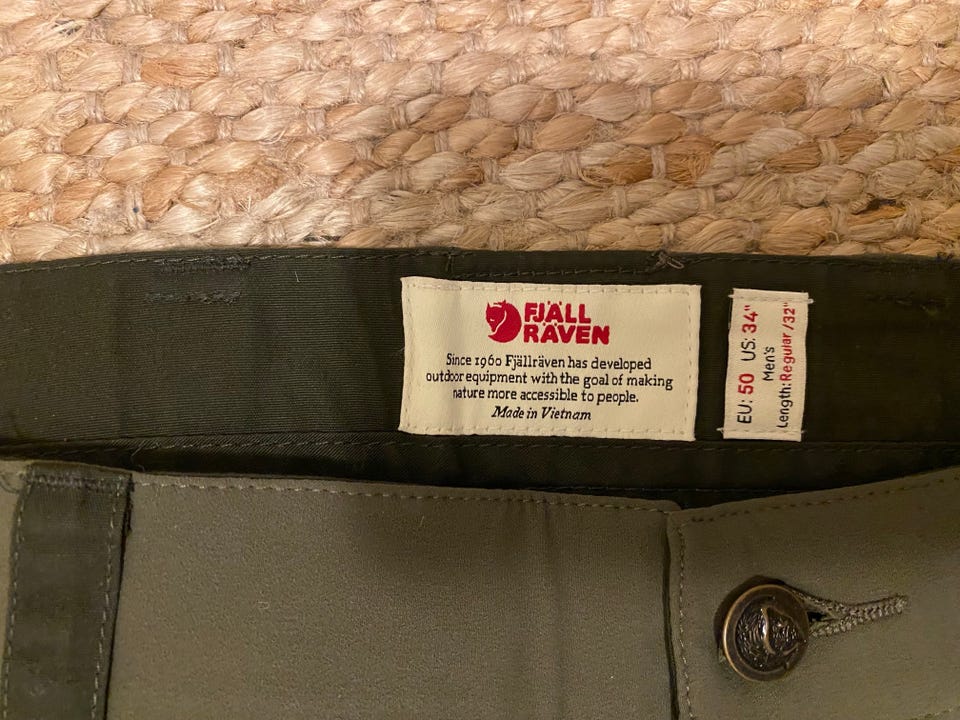 FJÄLL
RÄVEN
Since 1960 Fjällräven has developed
outdoor equipment with the goal of making
nature more accessible to people.
Made in Vietnam
EU: 50 US: 34"
Men's
Length: Regular /32"